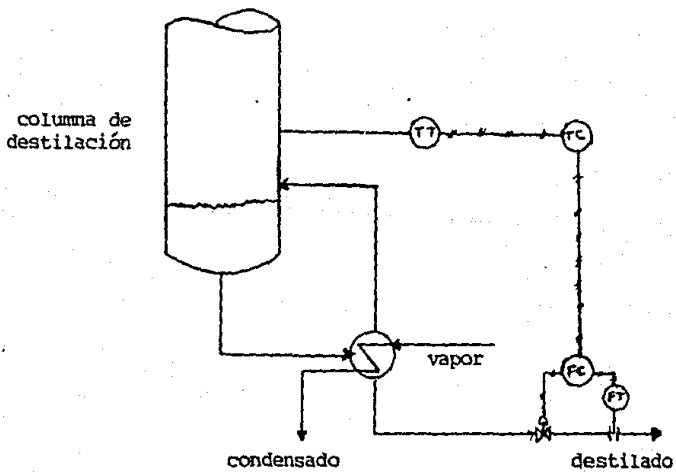 columna de
destilación
TT
TC
vapor
FC
FT
condensado
destilado